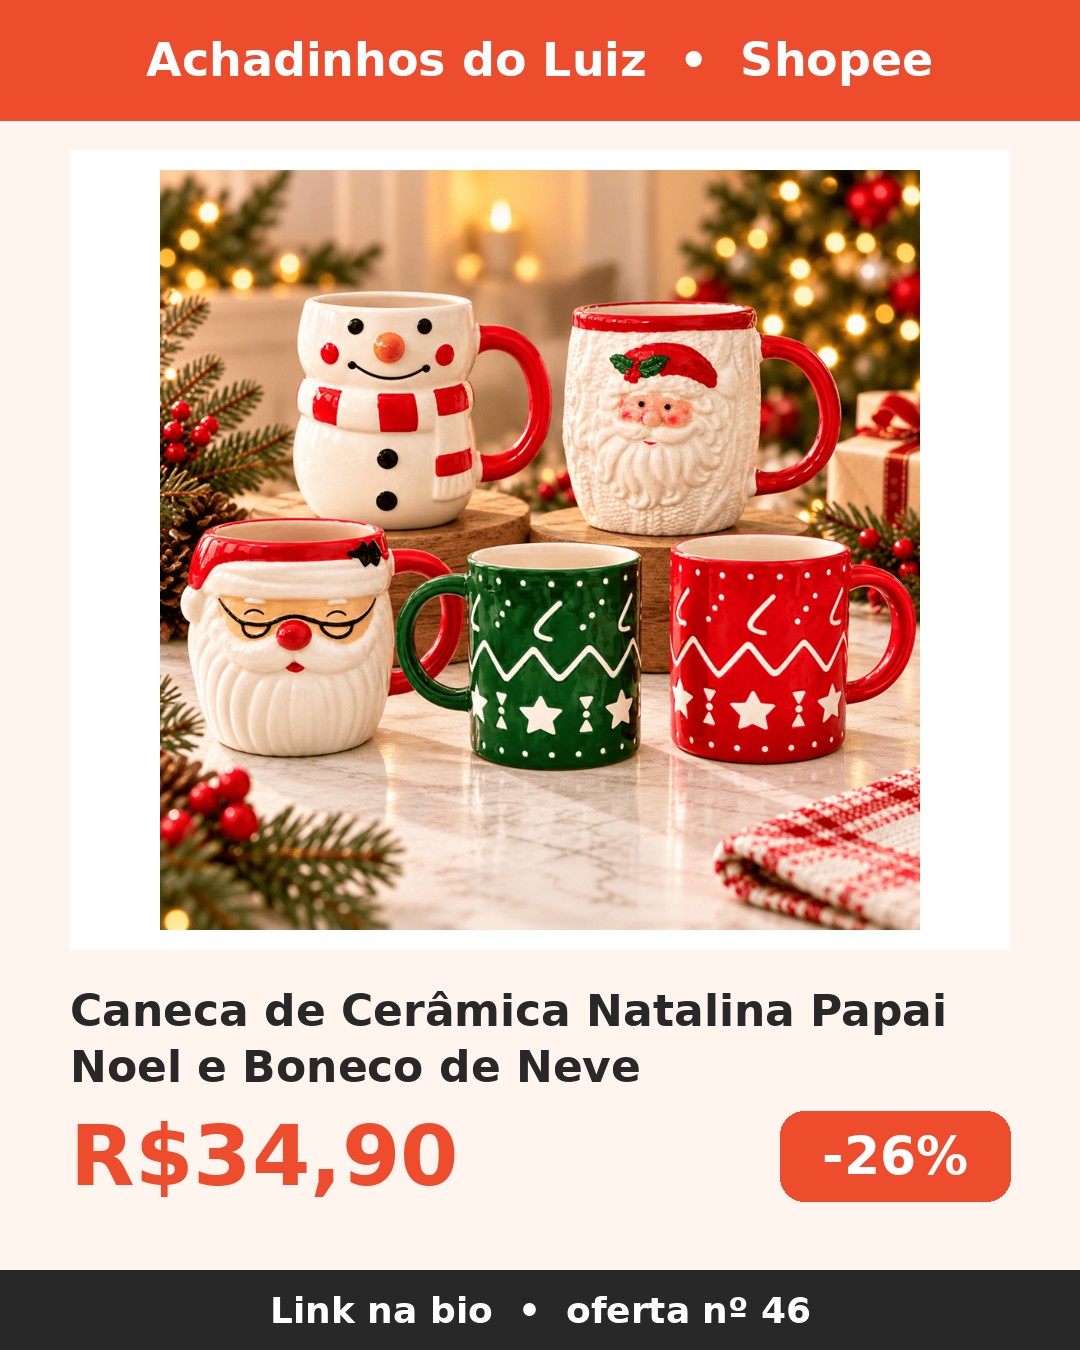 Achadinhos do Luiz • Shopee
Caneca de Cerâmica Natalina Papai
Noel e Boneco de Neve
R$34,90
-26%
Link na bio • oferta nº 46